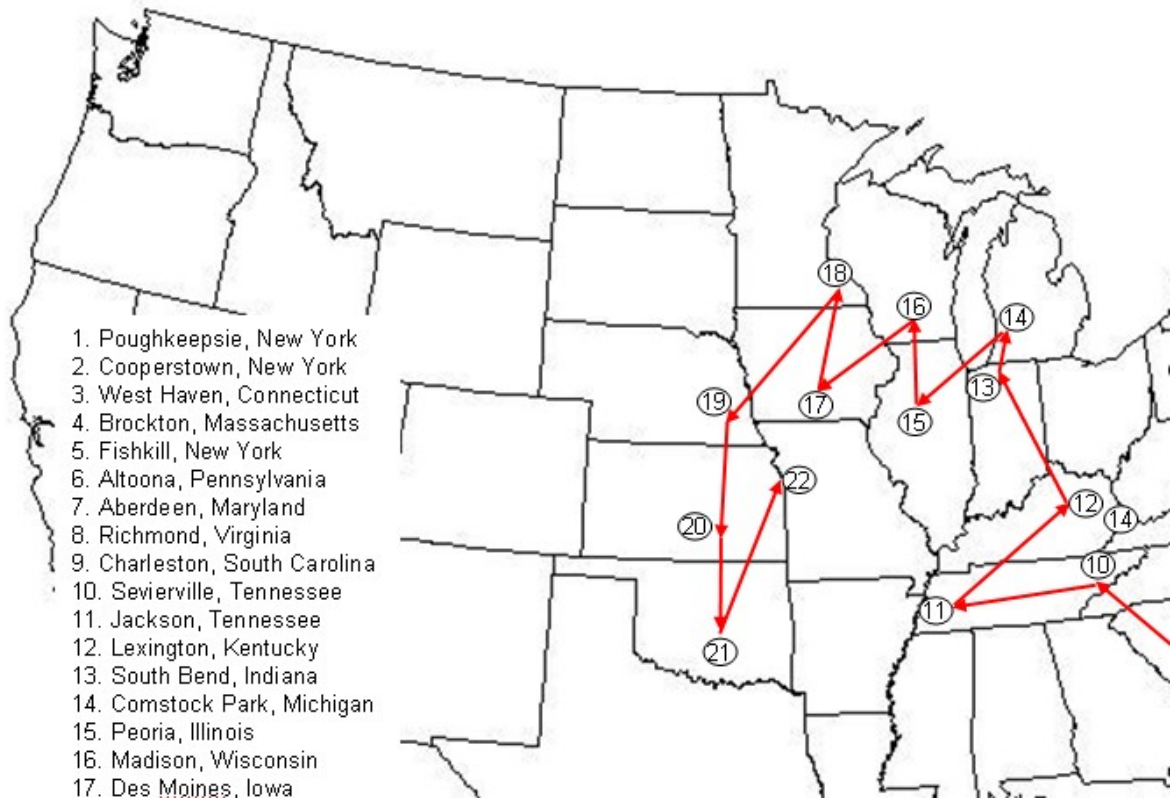 1. Poughkeepsie, New York
2. Cooperstown, New York
3. West Haven, Connecticut
4. Brockton, Massachusetts
5. Fishkill, New York
6. Altoona, Pennsylvania
7. Aberdeen, Maryland
8. Richmond, Virginia
9. Charleston, South Carolina
10. Sevierville, Tennessee
11. Jackson, Tennessee
12. Lexington, Kentucky
13. South Bend, Indiana
14. Comstock Park, Michigan
15. Peoria, Illinois
16. Madison, Wisconsin
17. Des Moines, Iowa
18
16
14
13
17
19
15
22
12
14
20
10
11
21